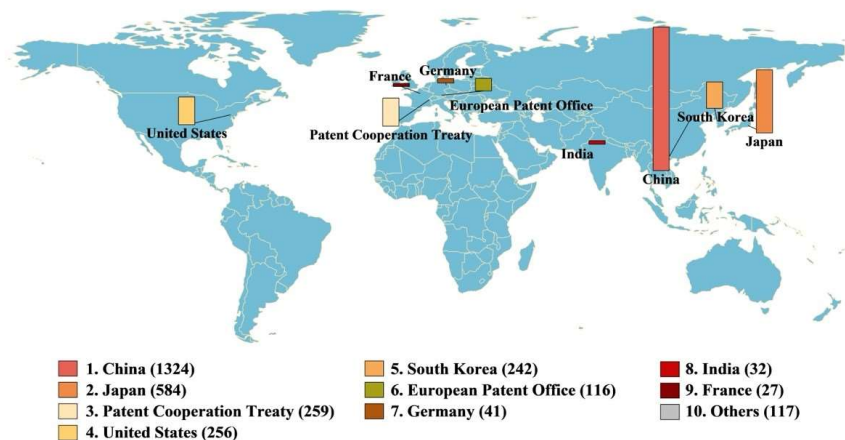 France
Germany
European Patent Office
United States
Patent Cooperation Treaty
South Korea
Japan
India
China
1. China (1324)
2. Japan (584)
3. Patent Cooperation Treaty (259)
4. United States (256)
5. South Korea (242)
6. European Patent Office (116)
7. Germany (41)
8. India (32)
9. France (27)
10. Others (117)